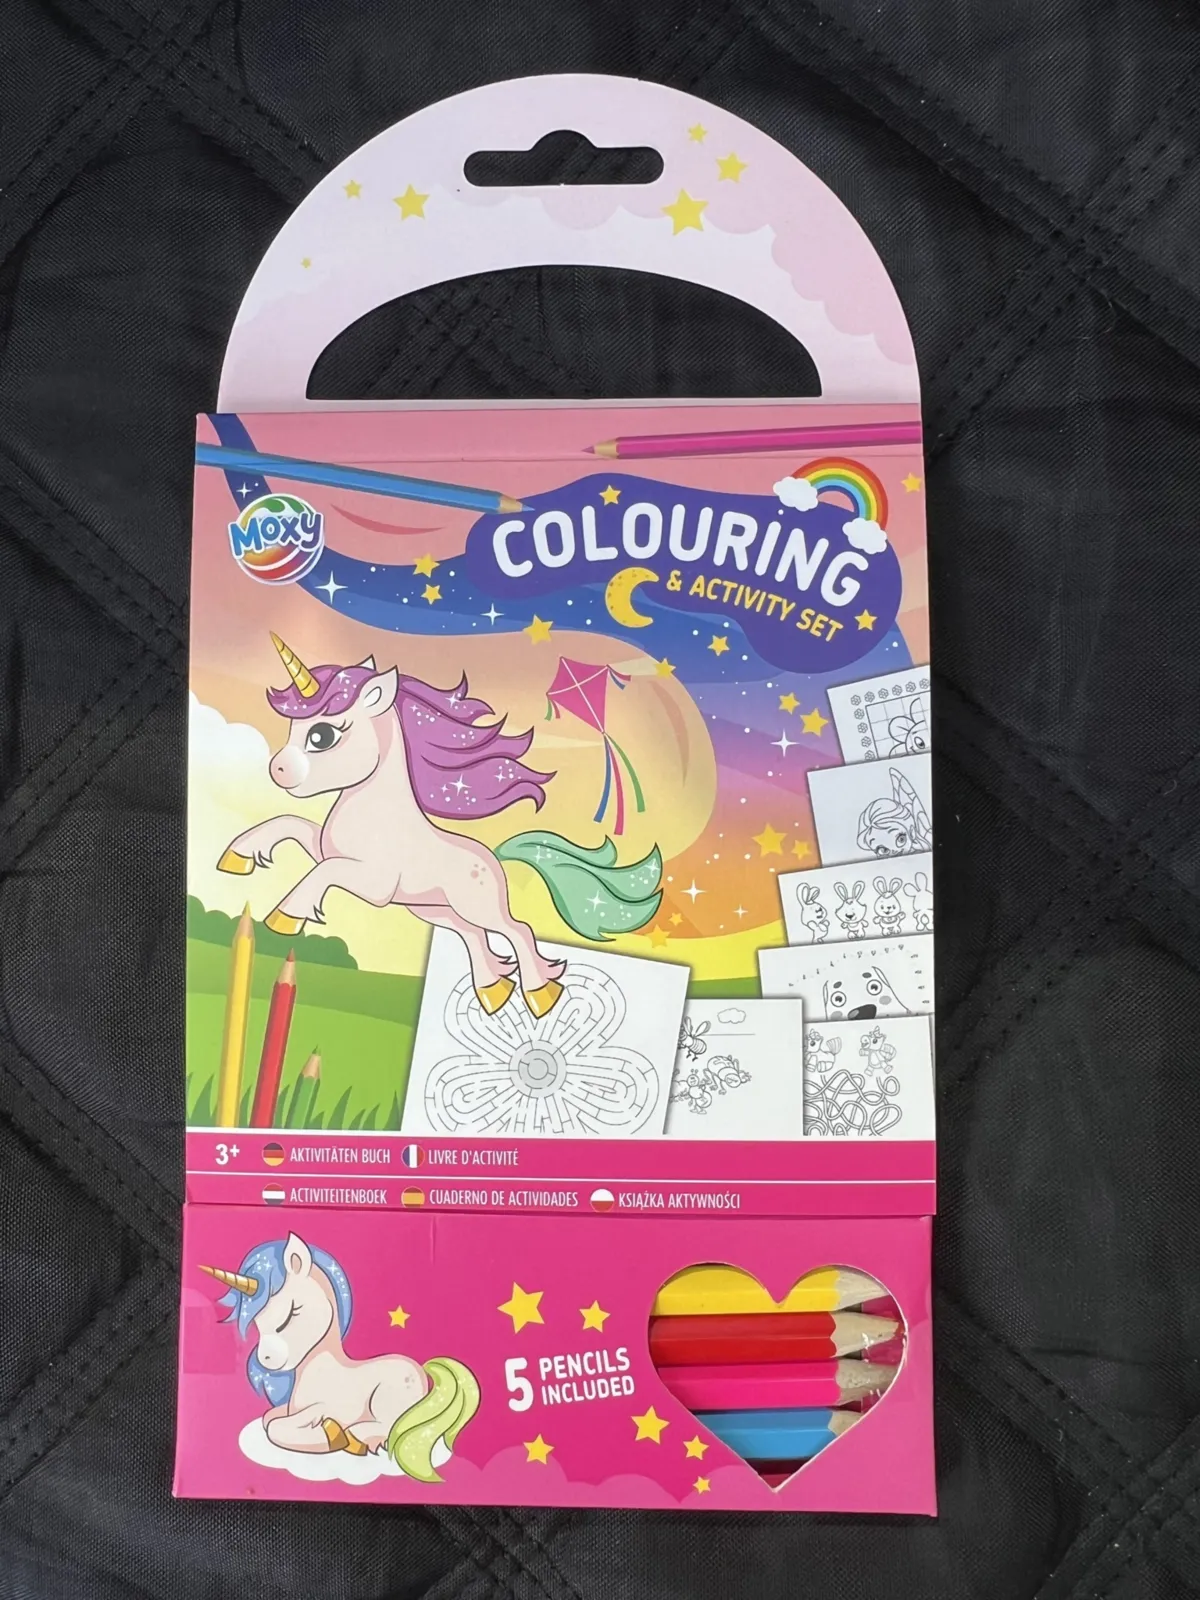 MOXY
COLOURING
& ACTIVITY SET
3+
AKTIVITÄTEN BUCH
LIVRE D'ACTIVITÉ
ACTIVITEITENBOEK
CUADERNO DE ACTIVIDADES
KSIĄŻKA AKTYWNOŚCI
5 PENCILS
INCLUDED